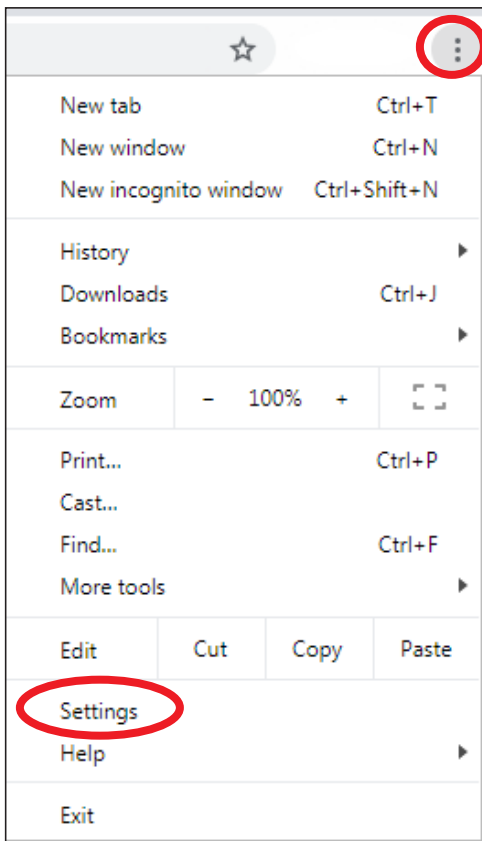 New tab Ctrl+T
New window Ctrl+N
New incognito window Ctrl+Shift+N
History
Downloads Ctrl+J
Bookmarks
Zoom - 100% +
Print... Ctrl+P
Cast...
Find... Ctrl+F
More tools
Edit Cut Copy Paste
Settings
Help
Exit